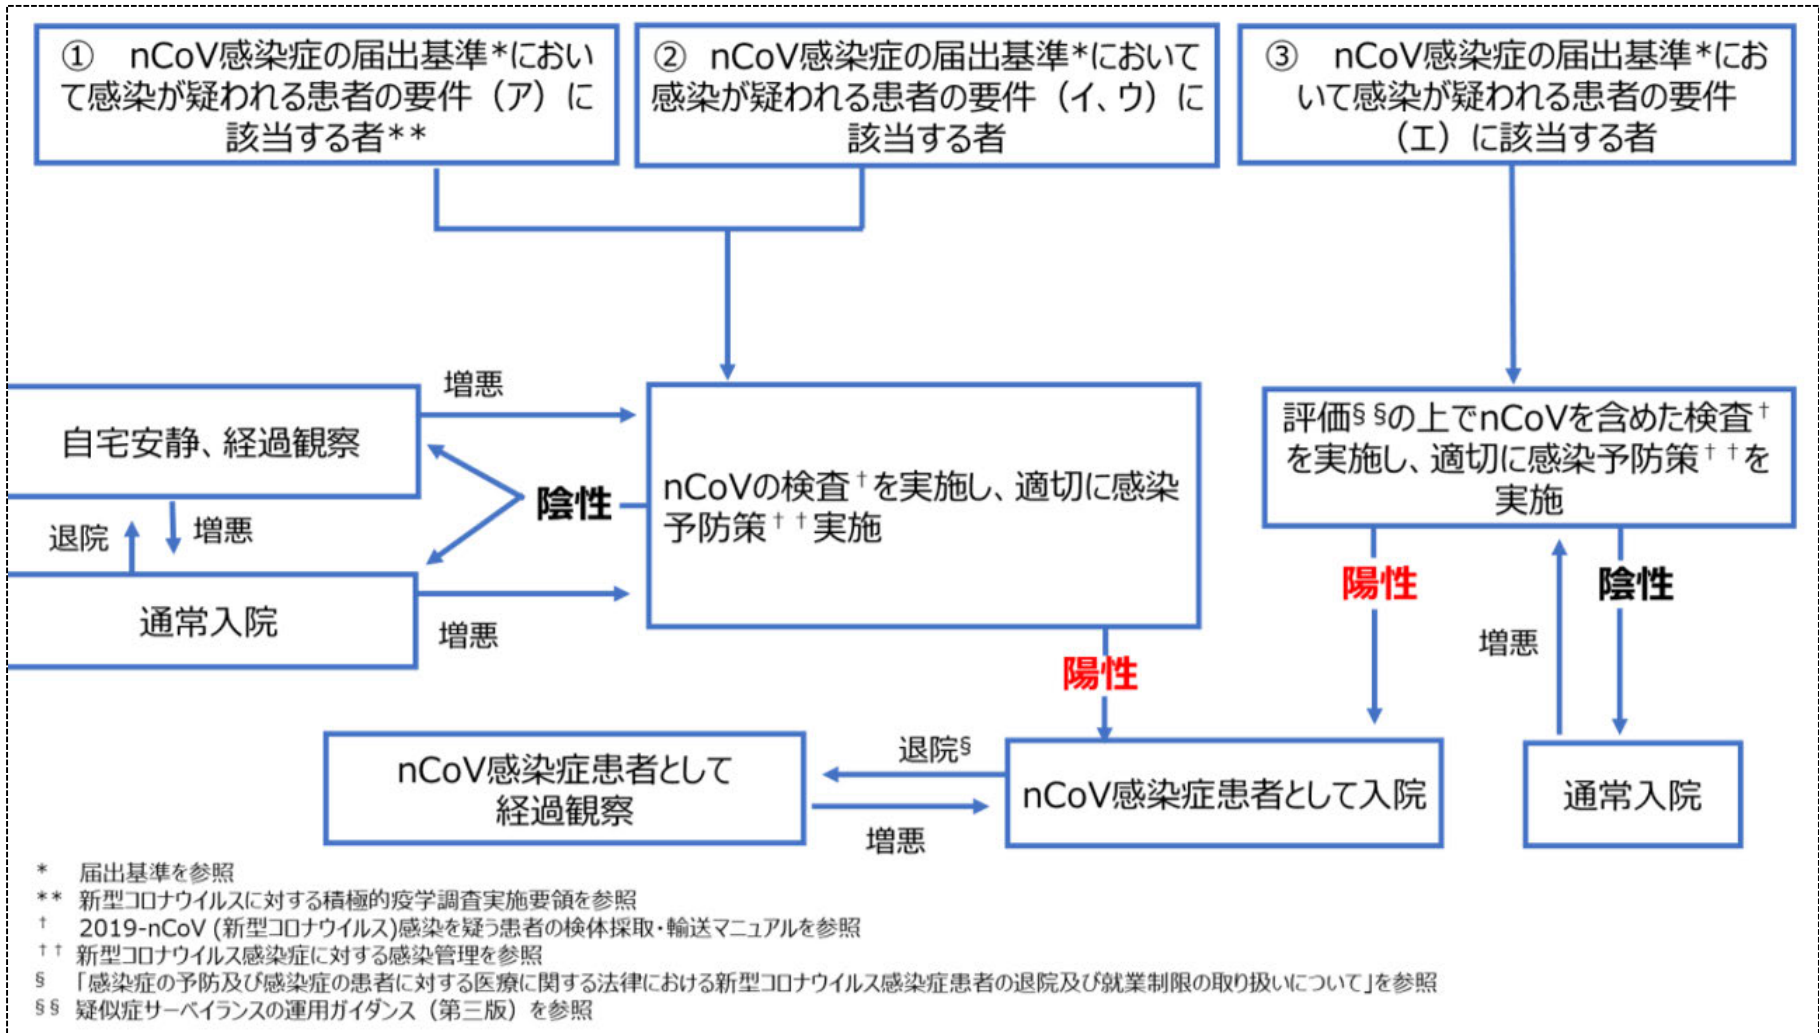 ① nCoV感染症の届出基準*におい
て感染が疑われる患者の要件（ア）に
該当する者**
② nCoV感染症の届出基準*において
感染が疑われる患者の要件（イ、ウ）に
該当する者
③ nCoV感染症の届出基準*にお
いて感染が疑われる患者の要件
（エ）に該当する者
増悪
自宅安静、経過観察
陰性
nCoVの検査†を実施し、適切に感染
予防策††実施
評価§§の上でnCoVを含めた検査†
を実施し、適切に感染予防策††を
実施
退院
増悪
通常入院
増悪
陽性
陽性
陰性
増悪
nCoV感染症患者として
経過観察
退院§
増悪
nCoV感染症患者として入院
通常入院
* 届出基準を参照
** 新型コロナウイルスに対する積極的疫学調査実施要領を参照
† 2019-nCoV (新型コロナウイルス)感染を疑う患者の検体採取・輸送マニュアルを参照
†† 新型コロナウイルス感染症に対する感染管理を参照
§ 「感染症の予防及び感染症の患者に対する医療に関する法律における新型コロナウイルス感染症患者の退院及び就業制限の取り扱いについて」を参照
§§ 疑似症サーベイランスの運用ガイダンス（第三版）を参照